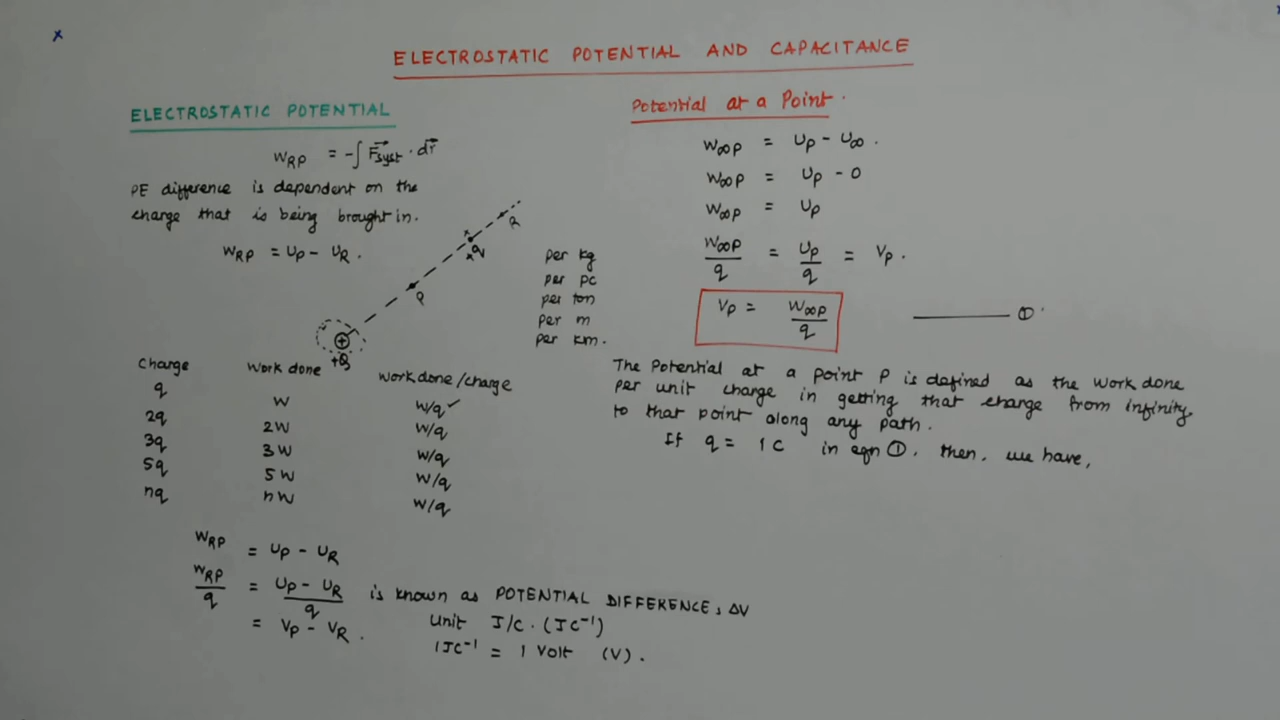 x
ELECTROSTATIC POTENTIAL AND CAPACITANCE
ELECTROSTATIC POTENTIAL
W_RP = -∫ F⃗_syst · dr⃗
PE difference is dependent on the
charge that is being brought in.
W_RP = U_P - U_R .
R
q
P
+
+Q
per kg
per pc
per ton
per m
per km.
Charge Work done Work done/charge
q W W/q ✓
2q 2W W/q
3q 3W W/q
5q 5W W/q
nq nW W/q
W_RP = U_P - U_R
W_RP/q = (U_P - U_R)/q is known as POTENTIAL DIFFERENCE, ΔV
= V_P - V_R . Unit J/C. (JC⁻¹)
1JC⁻¹ = 1 Volt (V).
Potential at a Point.
W_∞P = U_P - U_∞ .
W_∞P = U_P - 0
W_∞P = U_P
W_∞P/q = U_P/q = V_P .
V_P = W_∞P/q ——— ①
The Potential at a point P is defined as the work done
per unit charge in getting that charge from infinity
to that point along any path.
If q = 1C in eqn ①, then, we have,